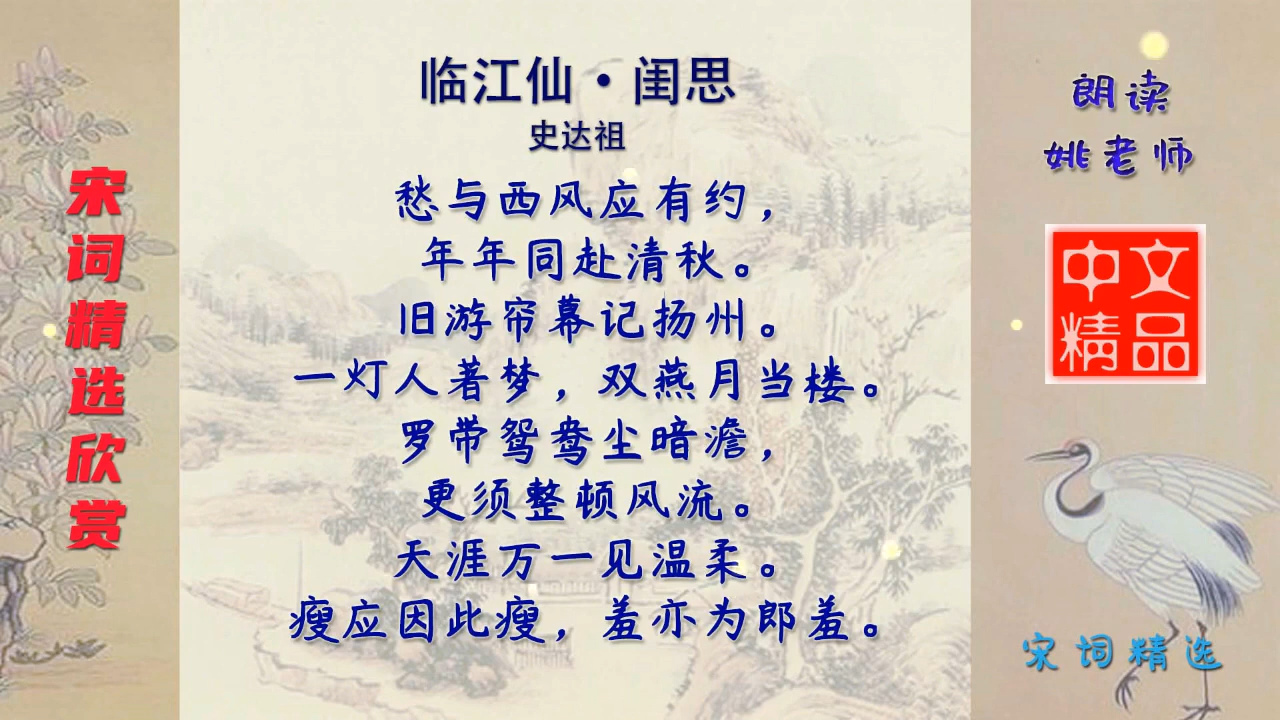 宋词精选欣赏
临江仙·闺思
史达祖
愁与西风应有约，
年年同赴清秋。
旧游帘幕记扬州。
一灯人著梦，双燕月当楼。
罗带鸳鸯尘暗澹，
更须整顿风流。
天涯万一见温柔。
瘦应因此瘦，羞亦为郎羞。
朗读
姚老师
中文
精品
宋词精选